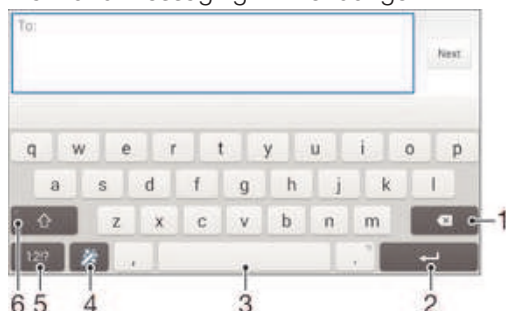 To:
Next
q w e r t y u i o p
a s d f g h j k l
z x c v b n m 1
12!? , .
6 5 4 3 2